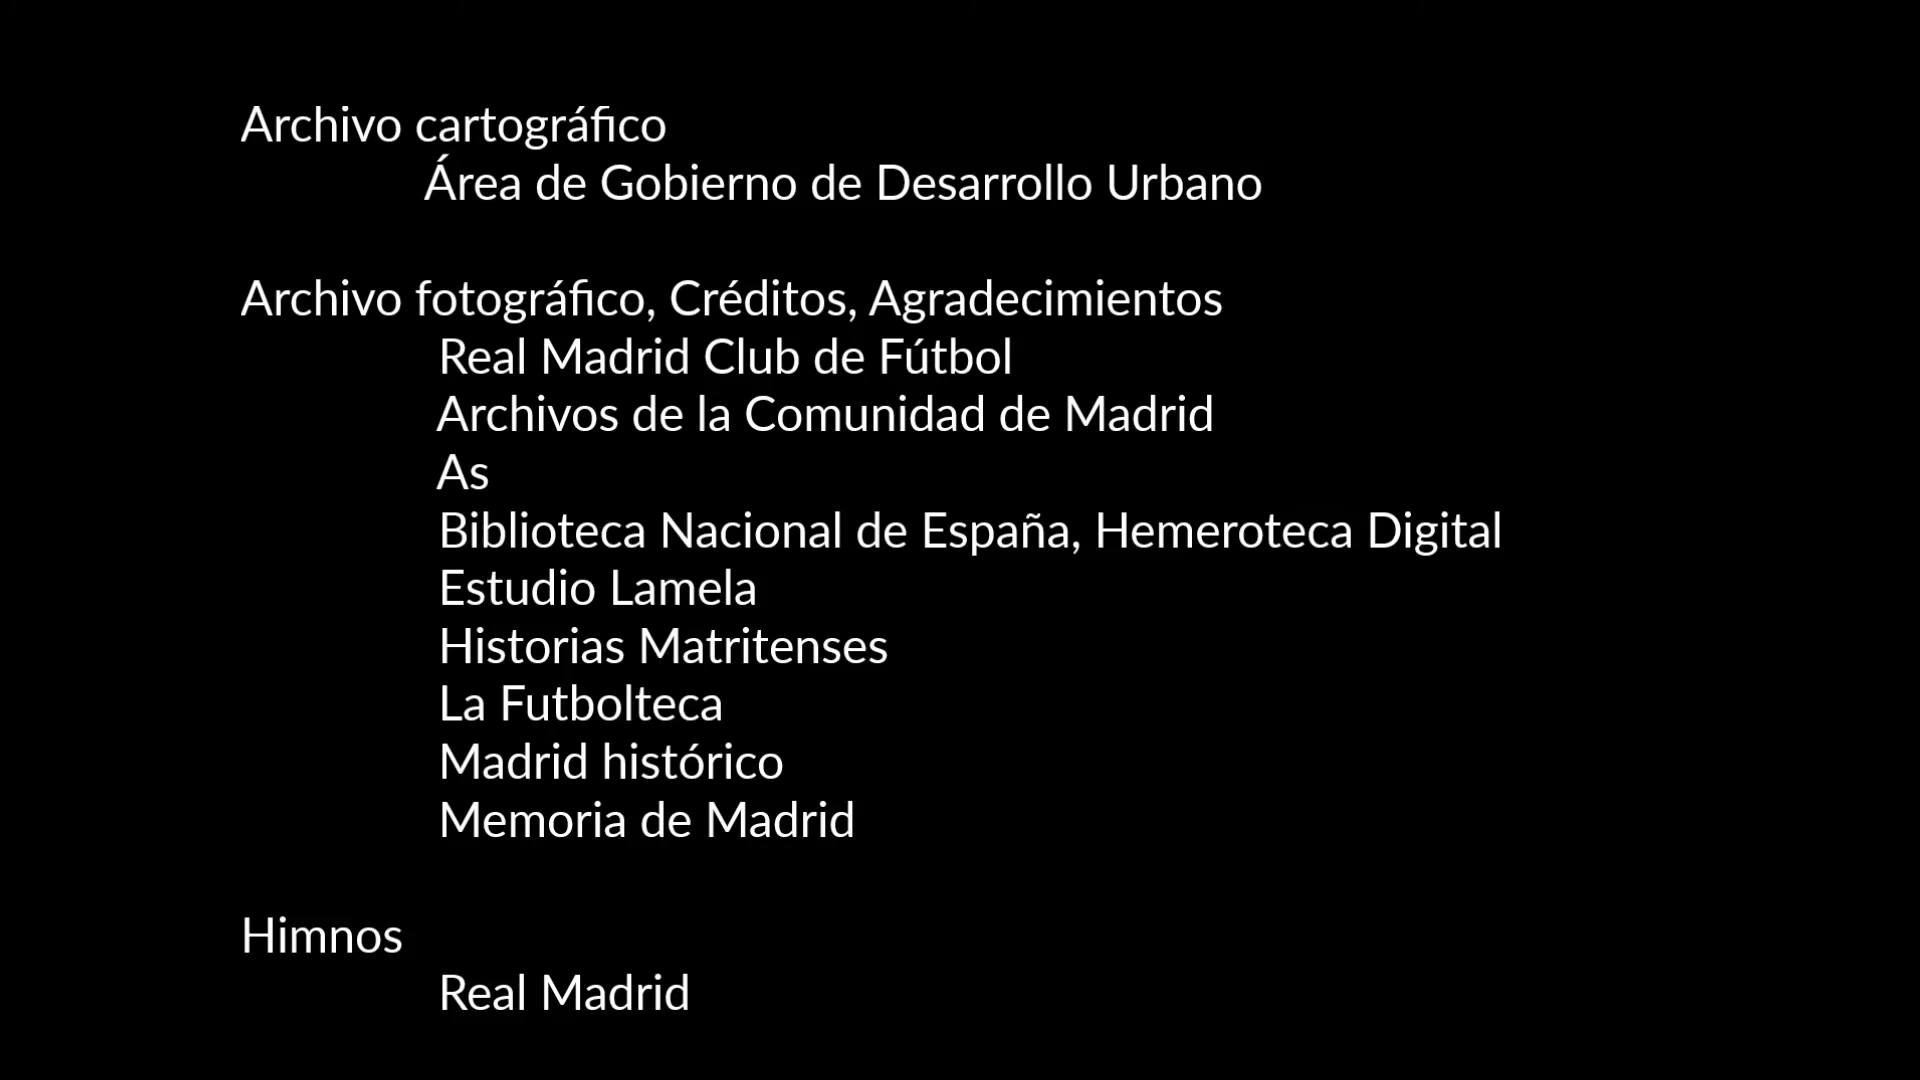 Archivo cartográfico
Área de Gobierno de Desarrollo Urbano
Archivo fotográfico, Créditos, Agradecimientos
Real Madrid Club de Fútbol
Archivos de la Comunidad de Madrid
As
Biblioteca Nacional de España, Hemeroteca Digital
Estudio Lamela
Historias Matritenses
La Futbolteca
Madrid histórico
Memoria de Madrid
Himnos
Real Madrid